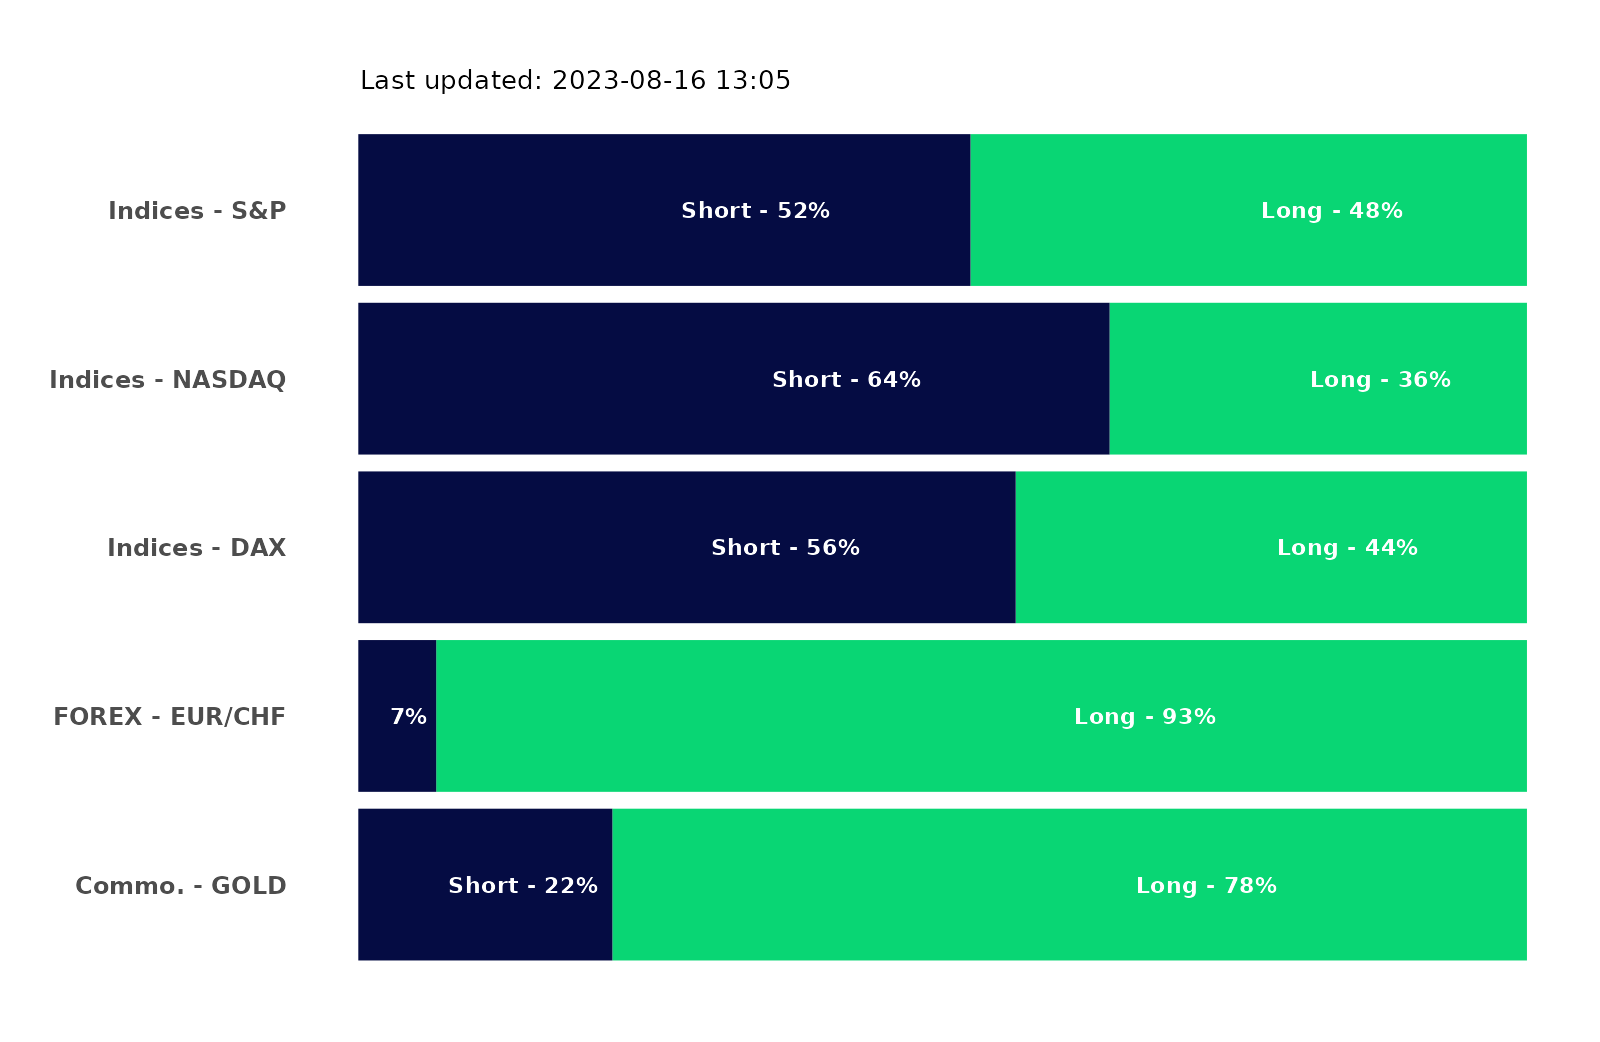 Last updated: 2023-08-16 13:05
Indices - S&P Short - 52% Long - 48%
Indices - NASDAQ Short - 64% Long - 36%
Indices - DAX Short - 56% Long - 44%
FOREX - EUR/CHF 7% Long - 93%
Commo. - GOLD Short - 22% Long - 78%